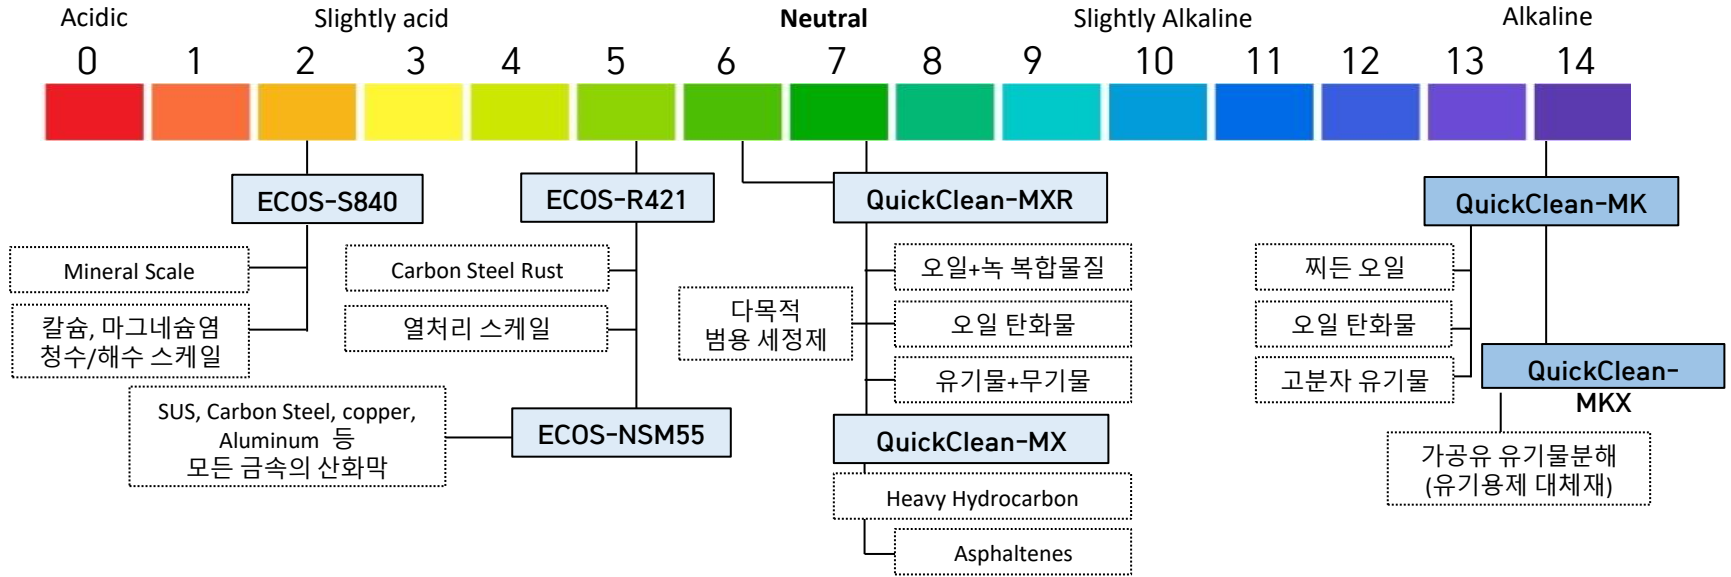 Acidic Slightly acid Neutral Slightly Alkaline Alkaline
0 1 2 3 4 5 6 7 8 9 10 11 12 13 14
ECOS-S840
Mineral Scale
칼슘, 마그네슘염
청수/해수 스케일
ECOS-R421
Carbon Steel Rust
열처리 스케일
SUS, Carbon Steel, copper,
Aluminum 등
모든 금속의 산화막
ECOS-NSM55
QuickClean-MXR
다목적
범용 세정제
오일+녹 복합물질
오일 탄화물
유기물+무기물
QuickClean-MX
Heavy Hydrocarbon
Asphaltenes
QuickClean-MK
찌든 오일
오일 탄화물
고분자 유기물
QuickClean-
MKX
가공유 유기물분해
(유기용제 대체재)